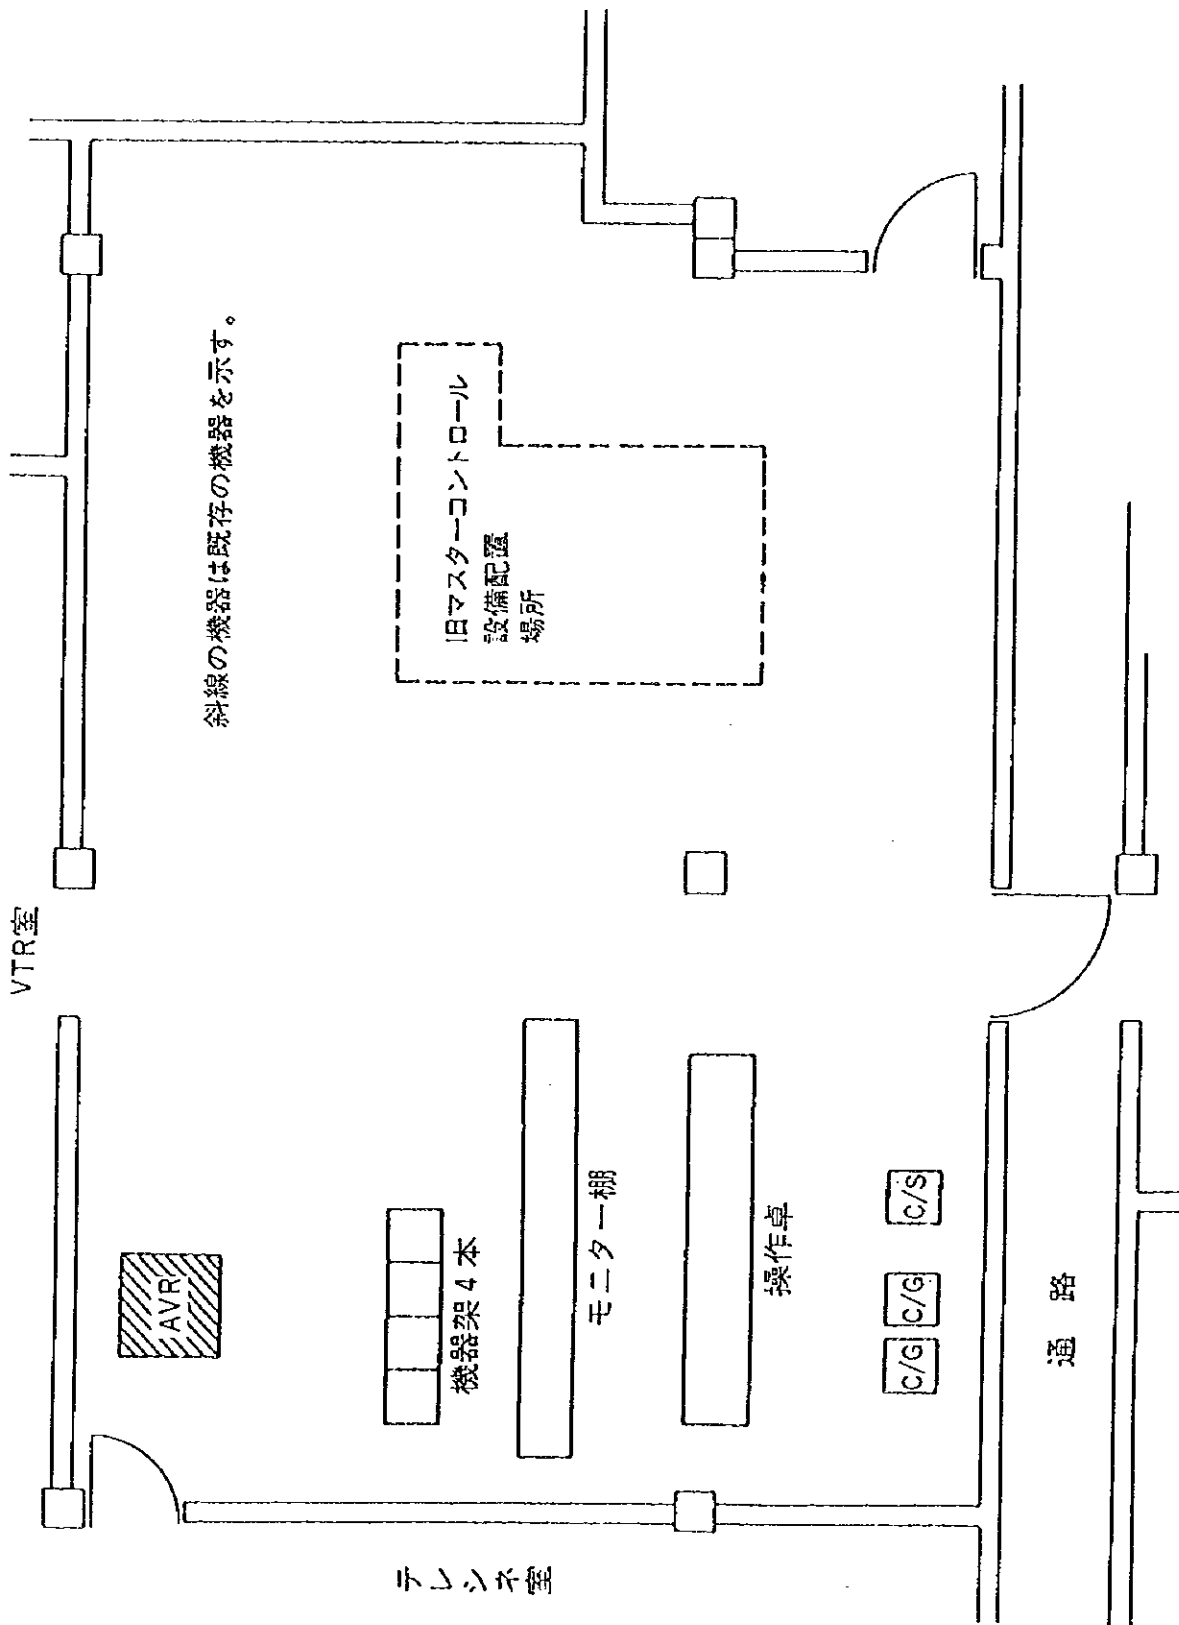 VTR室
斜線の機器は既存の機器を示す。
AVR
旧マスターコントロール
設備配置
場所
機器架4本
モニター棚
操作卓
C/G
C/G
C/S
通路
テレシネ室